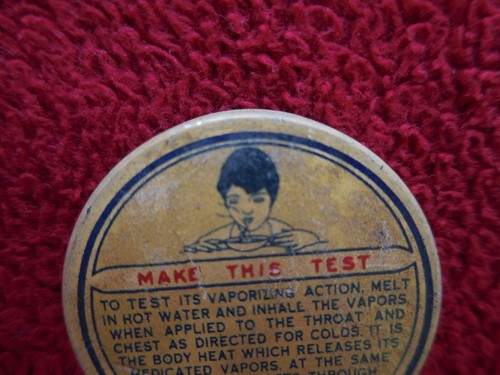 MAKE THIS TEST
TO TEST ITS VAPORIZING ACTION, MELT
IN HOT WATER AND INHALE THE VAPORS.
WHEN APPLIED TO THE THROAT AND
CHEST AS DIRECTED FOR COLDS, IT IS
THE BODY HEAT WHICH RELEASES ITS
MEDICATED VAPORS. AT THE SAME
THROUGH